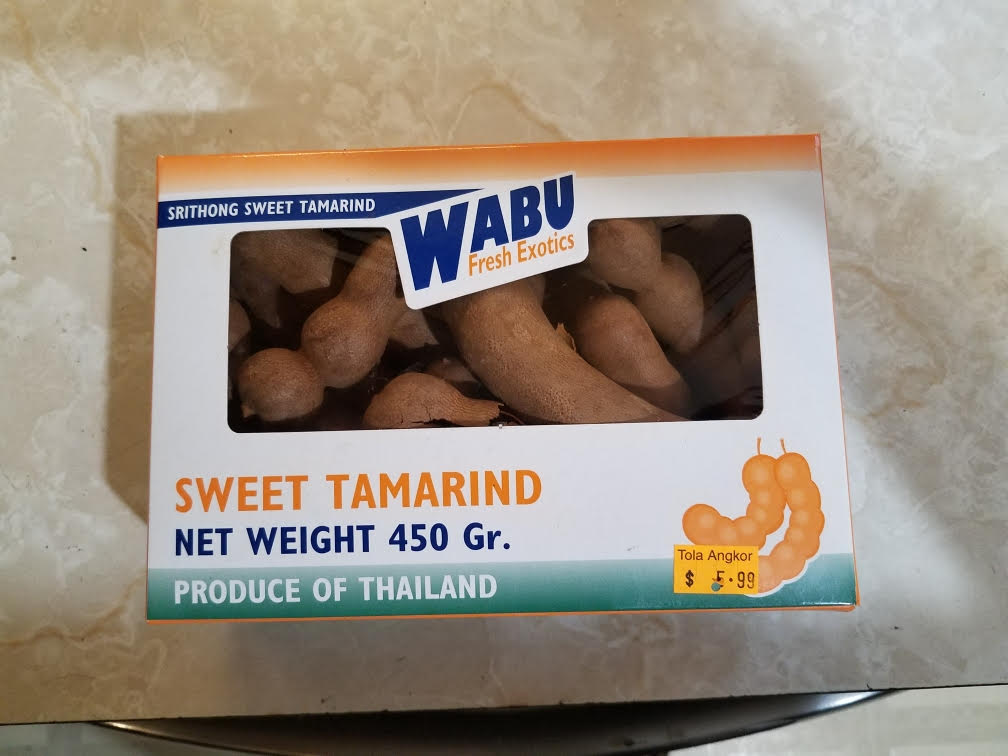 SRITHONG SWEET TAMARIND
WABU
Fresh Exotics
SWEET TAMARIND
NET WEIGHT 450 Gr.
PRODUCE OF THAILAND
Tola Angkor
$ 5.99